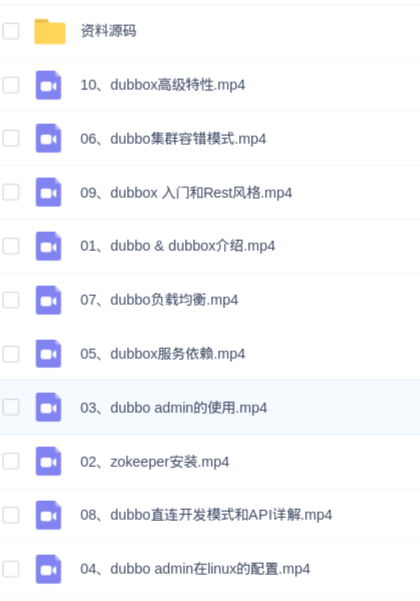 资料源码
10、dubbox高级特性.mp4
06、dubbo集群容错模式.mp4
09、dubbox 入门和Rest风格.mp4
01、dubbo & dubbox介绍.mp4
07、dubbo负载均衡.mp4
05、dubbox服务依赖.mp4
03、dubbo admin的使用.mp4
02、zokeeper安装.mp4
08、dubbo直连开发模式和API详解.mp4
04、dubbo admin在linux的配置.mp4